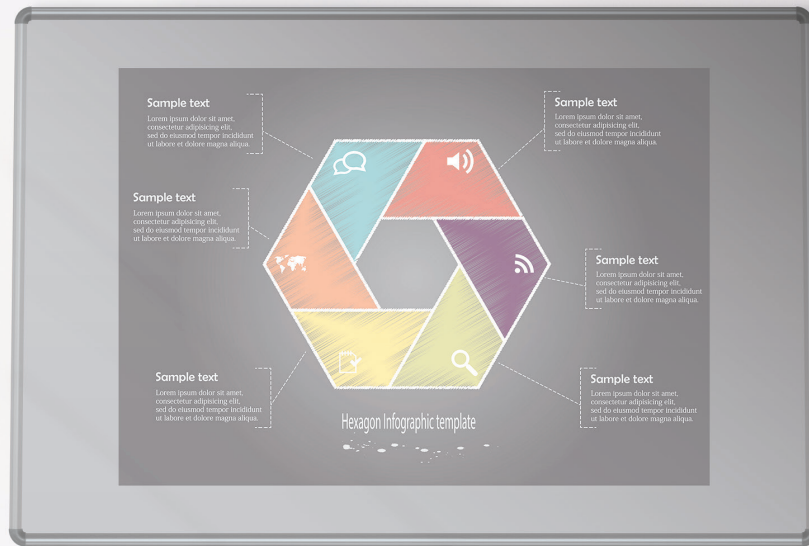 Sample text
Lorem ipsum dolor sit amet,
consectetur adipisicing elit,
sed do eiusmod tempor incididunt
ut labore et dolore magna aliqua.
Sample text
Lorem ipsum dolor sit amet,
consectetur adipisicing elit,
sed do eiusmod tempor incididunt
ut labore et dolore magna aliqua.
Sample text
Lorem ipsum dolor sit amet,
consectetur adipisicing elit,
sed do eiusmod tempor incididunt
ut labore et dolore magna aliqua.
Sample text
Lorem ipsum dolor sit amet,
consectetur adipisicing elit,
sed do eiusmod tempor incididunt
ut labore et dolore magna aliqua.
Sample text
Lorem ipsum dolor sit amet,
consectetur adipisicing elit,
sed do eiusmod tempor incididunt
ut labore et dolore magna aliqua.
Sample text
Lorem ipsum dolor sit amet,
consectetur adipisicing elit,
sed do eiusmod tempor incididunt
ut labore et dolore magna aliqua.
Hexagon Infographic template